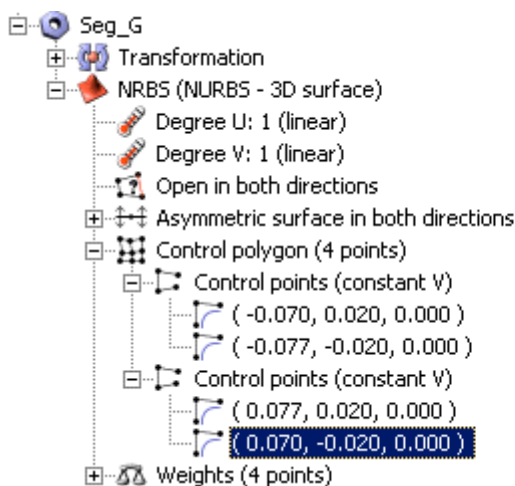 Seg_G
Transformation
NRBS (NURBS - 3D surface)
Degree U: 1 (linear)
Degree V: 1 (linear)
Open in both directions
Asymmetric surface in both directions
Control polygon (4 points)
Control points (constant V)
( -0.070, 0.020, 0.000 )
( -0.077, -0.020, 0.000 )
Control points (constant V)
( 0.077, 0.020, 0.000 )
( 0.070, -0.020, 0.000 )
Weights (4 points)